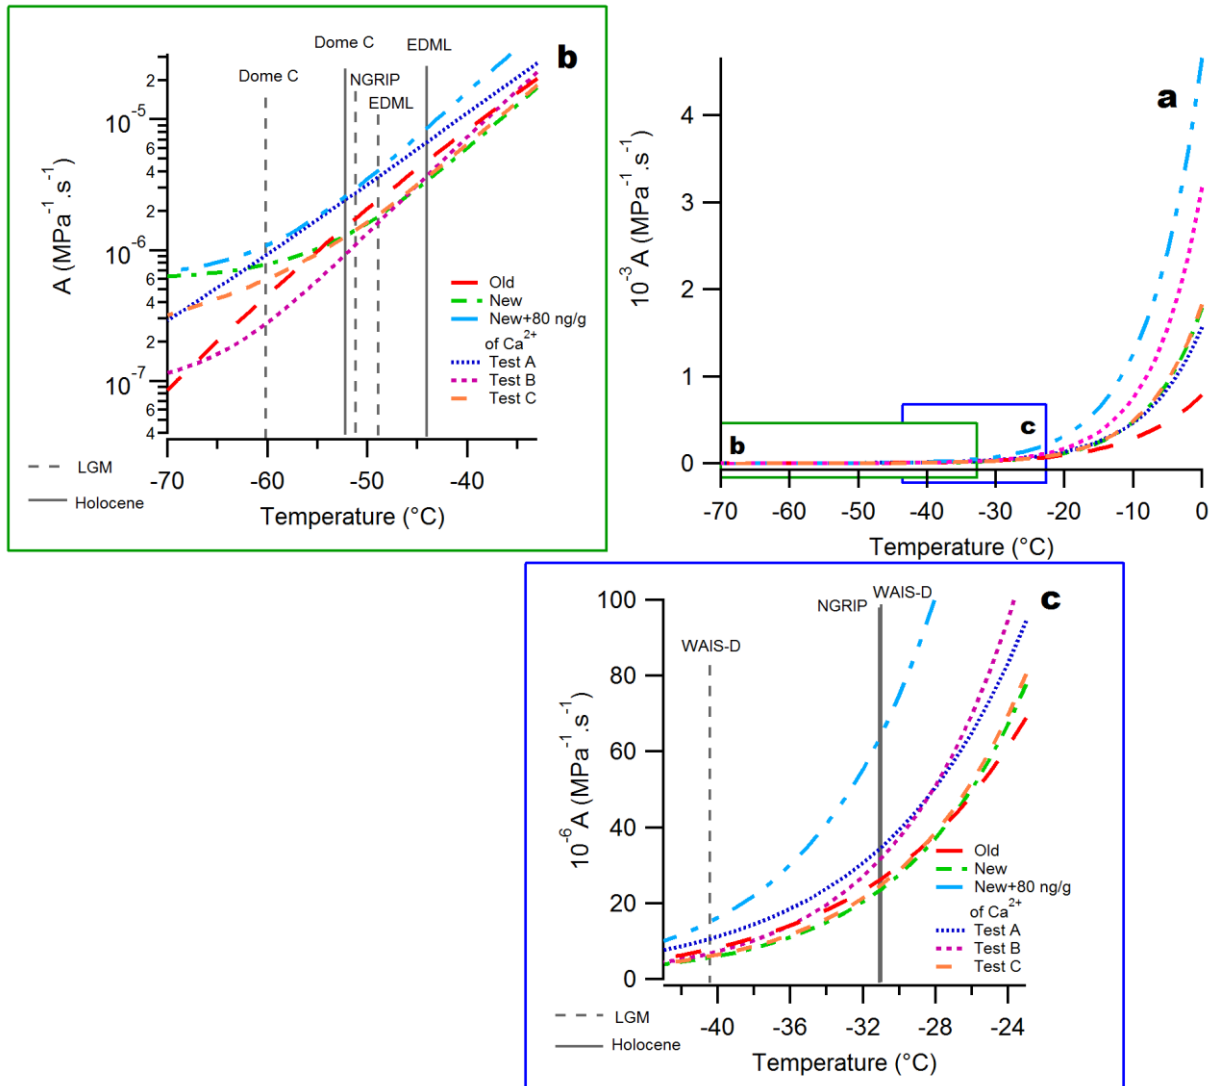 b
Dome C
EDML
Dome C
NGRIP
EDML
A (MPa⁻¹.s⁻¹)
2
10⁻⁵
6
4
2
10⁻⁶
6
4
2
10⁻⁷
6
4
Old
New
New+80 ng/g
of Ca²⁺
Test A
Test B
Test C
-70
-60
-50
-40
Temperature (°C)
LGM
Holocene
a
10⁻³ A (MPa⁻¹.s⁻¹)
4
3
2
1
0
b
c
-70
-60
-50
-40
-30
-20
-10
0
Temperature (°C)
c
WAIS-D
NGRIP
WAIS-D
10⁻⁶ A (MPa⁻¹.s⁻¹)
100
80
60
40
20
0
Old
New
New+80 ng/g
of Ca²⁺
Test A
Test B
Test C
-40
-36
-32
-28
-24
Temperature (°C)
LGM
Holocene